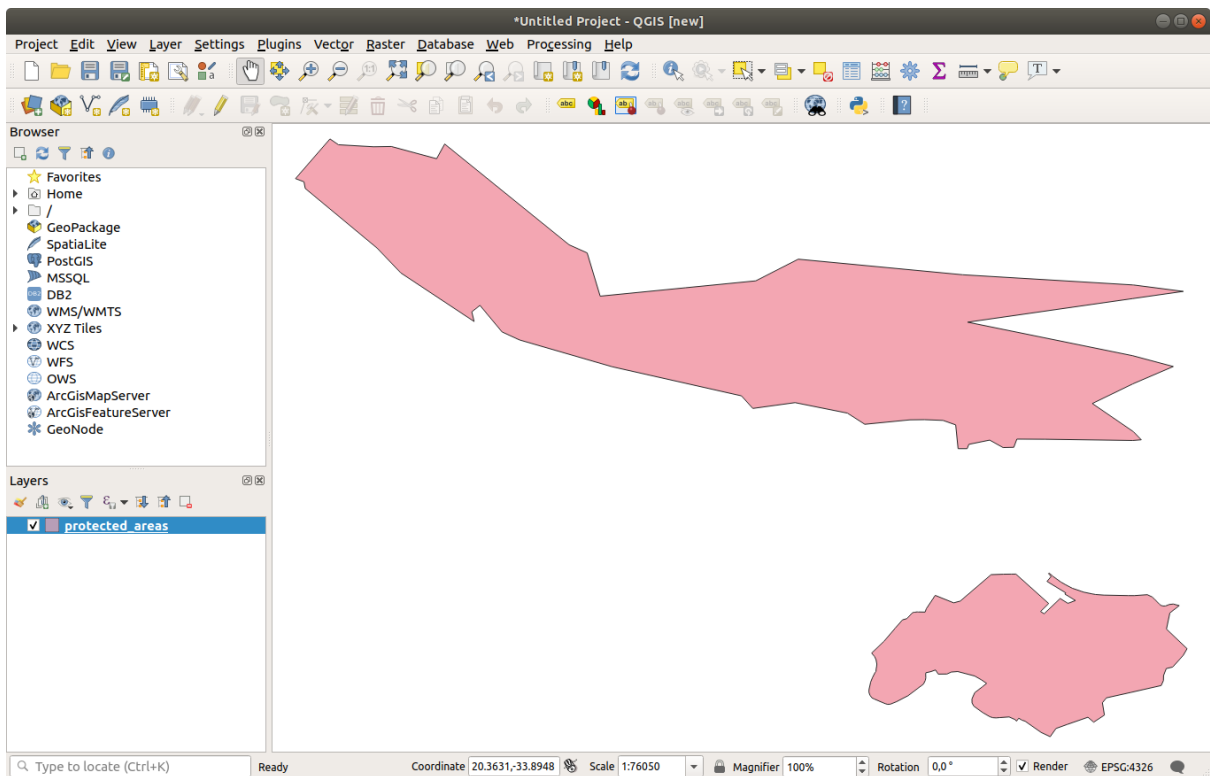 *Untitled Project - QGIS [new]
Project Edit View Layer Settings Plugins Vector Raster Database Web Processing Help
Browser
Favorites
Home
/
GeoPackage
SpatiaLite
PostGIS
MSSQL
DB2
WMS/WMTS
XYZ Tiles
WCS
WFS
OWS
ArcGisMapServer
ArcGisFeatureServer
GeoNode
Layers
protected_areas
Type to locate (Ctrl+K) Ready Coordinate 20.3631,-33.8948 Scale 1:76050 Magnifier 100% Rotation 0,0° Render EPSG:4326